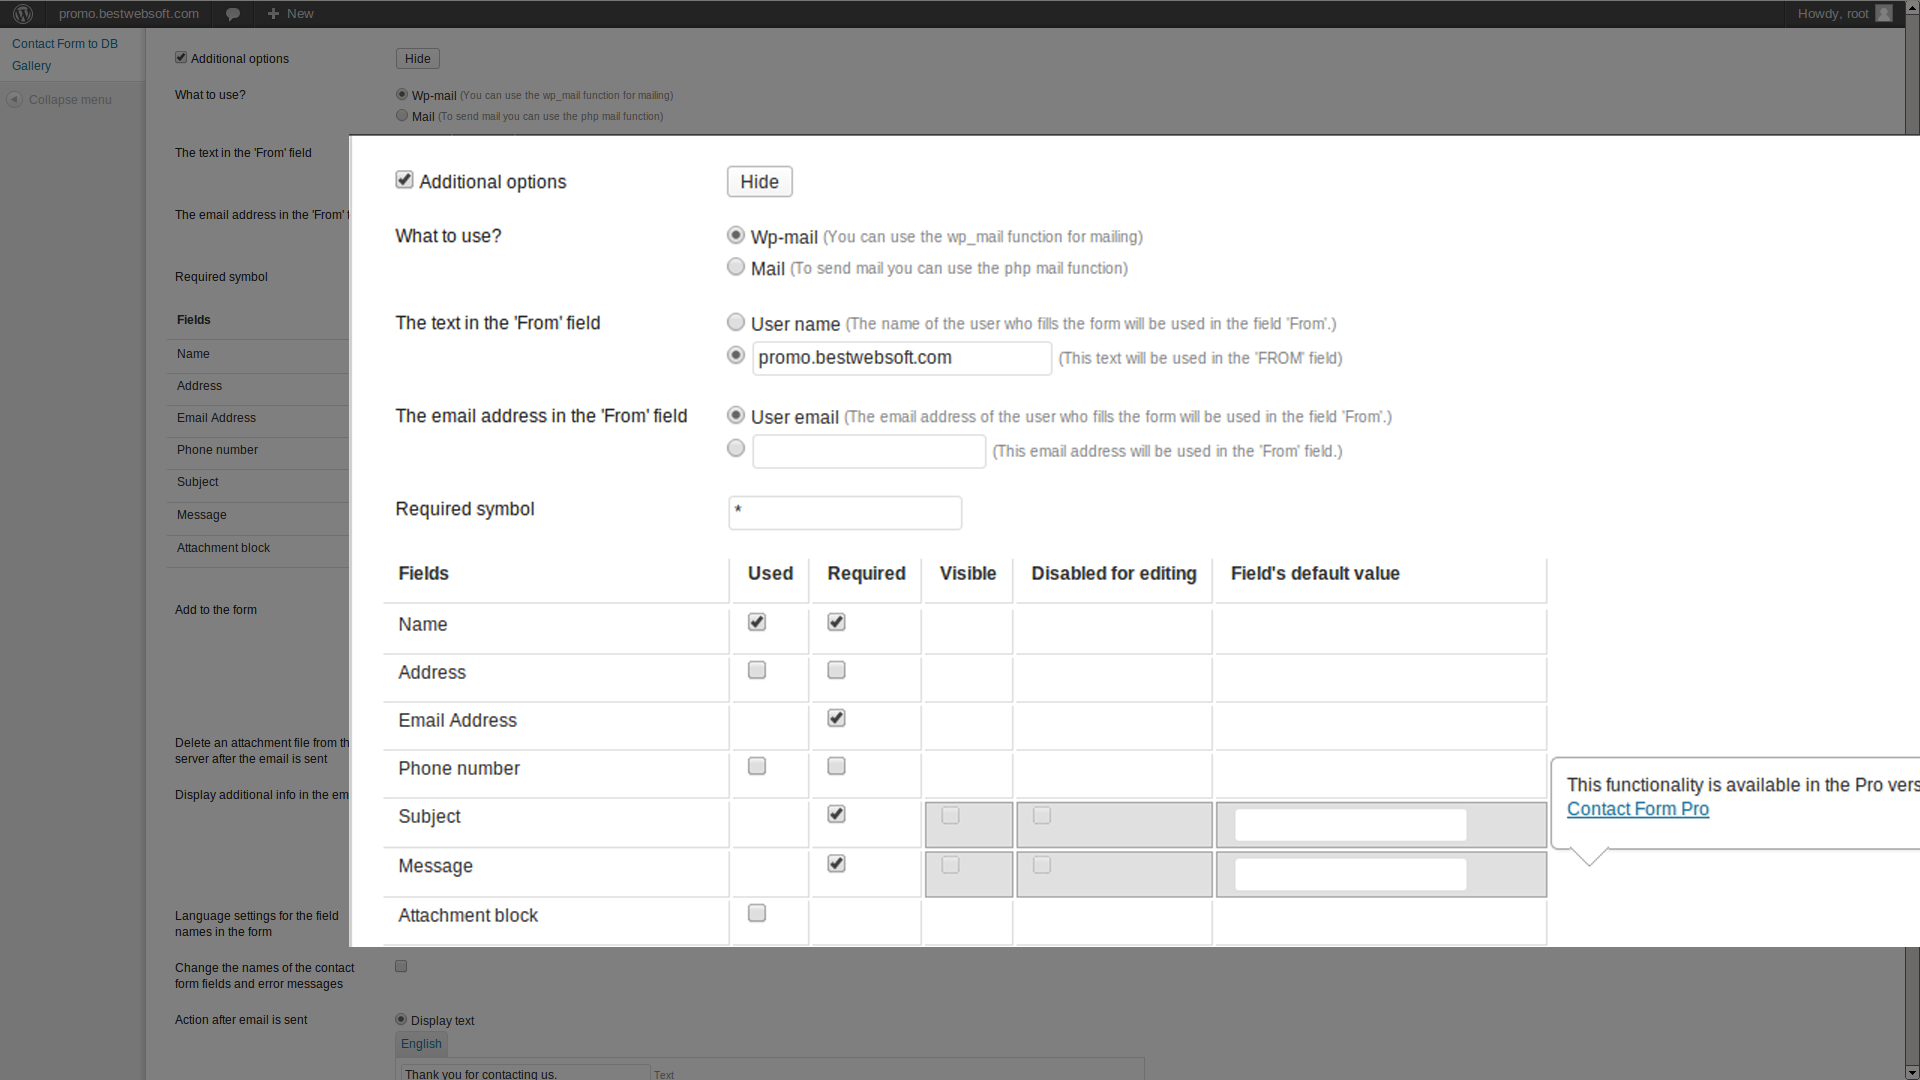 promo.bestwebsoft.com New Howdy, root
Contact Form to DB
Gallery
Collapse menu
Additional options Hide
What to use? Wp-mail (You can use the wp_mail function for mailing)
Mail (To send mail you can use the php mail function)
The text in the 'From' field
The email address in the 'From' f
Required symbol
Fields
Name
Address
Email Address
Phone number
Subject
Message
Attachment block
Add to the form
Delete an attachment file from th
server after the email is sent
Display additional info in the em
Language settings for the field
names in the form
Change the names of the contact
form fields and error messages
Action after email is sent Display text
English
Thank you for contacting us. Text
Additional options Hide
What to use? Wp-mail (You can use the wp_mail function for mailing)
Mail (To send mail you can use the php mail function)
The text in the 'From' field User name (The name of the user who fills the form will be used in the field 'From'.)
promo.bestwebsoft.com (This text will be used in the 'FROM' field)
The email address in the 'From' field User email (The email address of the user who fills the form will be used in the field 'From'.)
(This email address will be used in the 'From' field.)
Required symbol *
Fields Used Required Visible Disabled for editing Field's default value
Name
Address
Email Address
Phone number
Subject
Message
Attachment block
This functionality is available in the Pro vers
Contact Form Pro